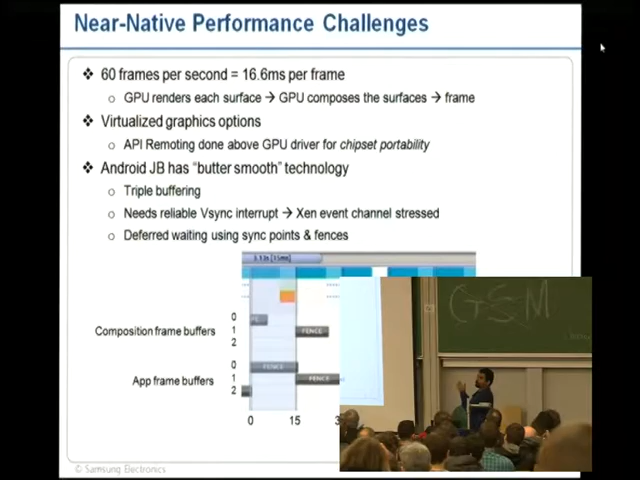 Near-Native Performance Challenges
❖ 60 frames per second = 16.6ms per frame
o GPU renders each surface → GPU composes the surfaces → frame
❖ Virtualized graphics options
o API Remoting done above GPU driver for chipset portability
❖ Android JB has "butter smooth" technology
o Triple buffering
o Needs reliable Vsync interrupt → Xen event channel stressed
o Deferred waiting using sync points & fences
GSM
0
Composition frame buffers 1 FENCE
2
0 FENCE
App frame buffers 1 FENCE
2
0 15
© Samsung Electronics